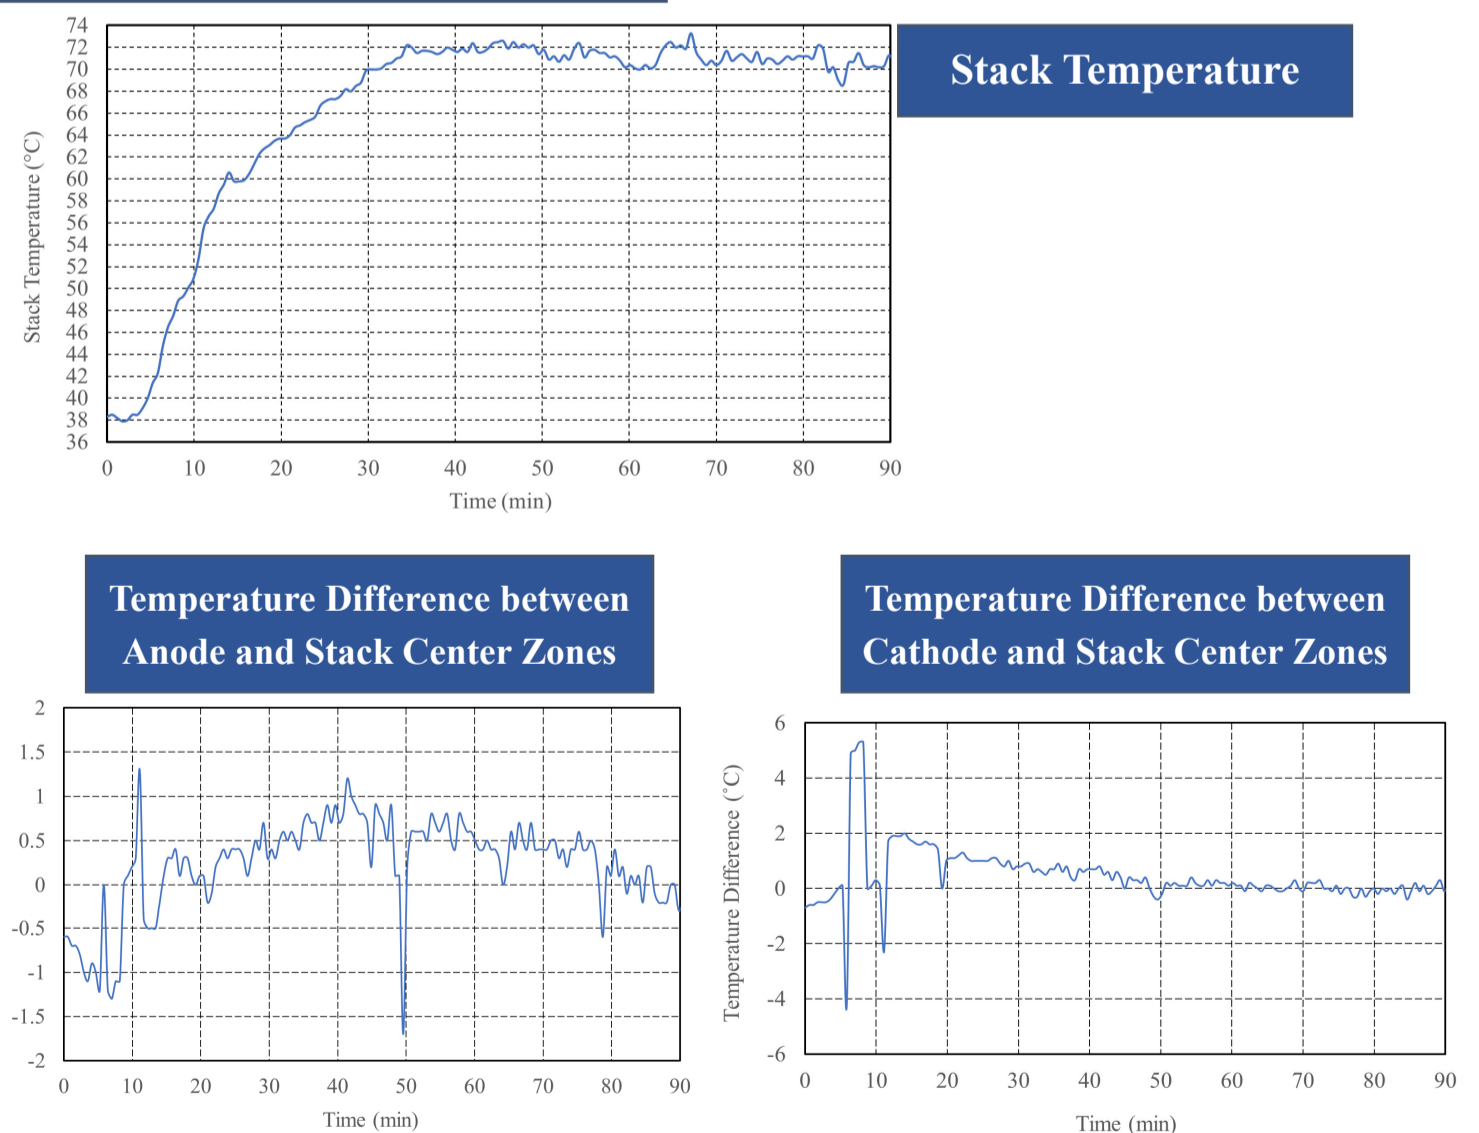 74
72
70
68
66
64
62
60
58
56
54
52
50
48
46
44
42
40
38
36
Stack Temperature (°C)
0 10 20 30 40 50 60 70 80 90
Time (min)
Stack Temperature
Temperature Difference between
Anode and Stack Center Zones
2
1.5
1
0.5
0
-0.5
-1
-1.5
-2
0 10 20 30 40 50 60 70 80 90
Time (min)
Temperature Difference between
Cathode and Stack Center Zones
Temperature Difference (˚C)
6
4
2
0
-2
-4
-6
0 10 20 30 40 50 60 70 80 90
Time (min)